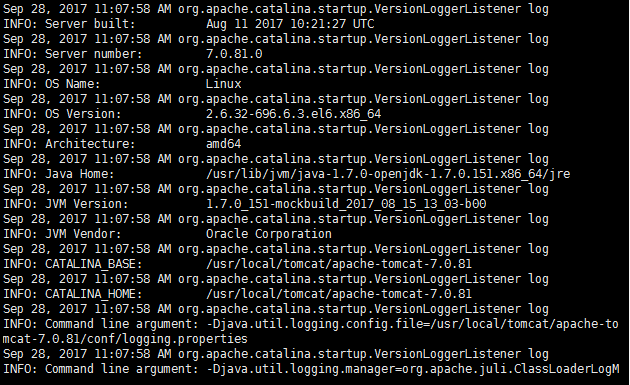 Sep 28, 2017 11:07:58 AM org.apache.catalina.startup.VersionLoggerListener log
INFO: Server built:         Aug 11 2017 10:21:27 UTC
Sep 28, 2017 11:07:58 AM org.apache.catalina.startup.VersionLoggerListener log
INFO: Server number:        7.0.81.0
Sep 28, 2017 11:07:58 AM org.apache.catalina.startup.VersionLoggerListener log
INFO: OS Name:              Linux
Sep 28, 2017 11:07:58 AM org.apache.catalina.startup.VersionLoggerListener log
INFO: OS Version:           2.6.32-696.6.3.el6.x86_64
Sep 28, 2017 11:07:58 AM org.apache.catalina.startup.VersionLoggerListener log
INFO: Architecture:         amd64
Sep 28, 2017 11:07:58 AM org.apache.catalina.startup.VersionLoggerListener log
INFO: Java Home:            /usr/lib/jvm/java-1.7.0-openjdk-1.7.0.151.x86_64/jre
Sep 28, 2017 11:07:58 AM org.apache.catalina.startup.VersionLoggerListener log
INFO: JVM Version:          1.7.0_151-mockbuild_2017_08_15_13_03-b00
Sep 28, 2017 11:07:58 AM org.apache.catalina.startup.VersionLoggerListener log
INFO: JVM Vendor:           Oracle Corporation
Sep 28, 2017 11:07:58 AM org.apache.catalina.startup.VersionLoggerListener log
INFO: CATALINA_BASE:        /usr/local/tomcat/apache-tomcat-7.0.81
Sep 28, 2017 11:07:58 AM org.apache.catalina.startup.VersionLoggerListener log
INFO: CATALINA_HOME:        /usr/local/tomcat/apache-tomcat-7.0.81
Sep 28, 2017 11:07:58 AM org.apache.catalina.startup.VersionLoggerListener log
INFO: Command line argument: -Djava.util.logging.config.file=/usr/local/tomcat/apache-to
mcat-7.0.81/conf/logging.properties
Sep 28, 2017 11:07:58 AM org.apache.catalina.startup.VersionLoggerListener log
INFO: Command line argument: -Djava.util.logging.manager=org.apache.juli.ClassLoaderLogM